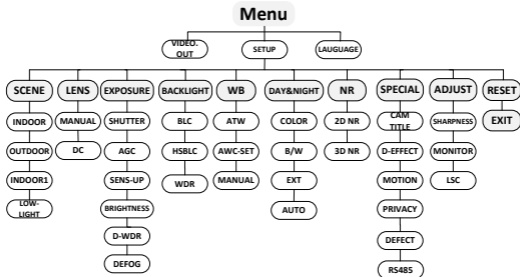 Menu
VIDEO-
OUT
SETUP
LAUGUAGE
SCENE
LENS
EXPOSURE
BACKLIGHT
WB
DAY&NIGHT
NR
SPECIAL
ADJUST
RESET
INDOOR
MANUAL
SHUTTER
BLC
ATW
COLOR
2D NR
CAM
TITLE
SHARPNESS
EXIT
OUTDOOR
DC
AGC
HSBLC
AWC-SET
B/W
3D NR
D-EFFECT
MONITOR
INDOOR1
SENS-UP
WDR
MANUAL
EXT
MOTION
LSC
LOW-
LIGHT
BRIGHTNESS
AUTO
PRIVACY
D-WDR
DEFECT
DEFOG
RS485